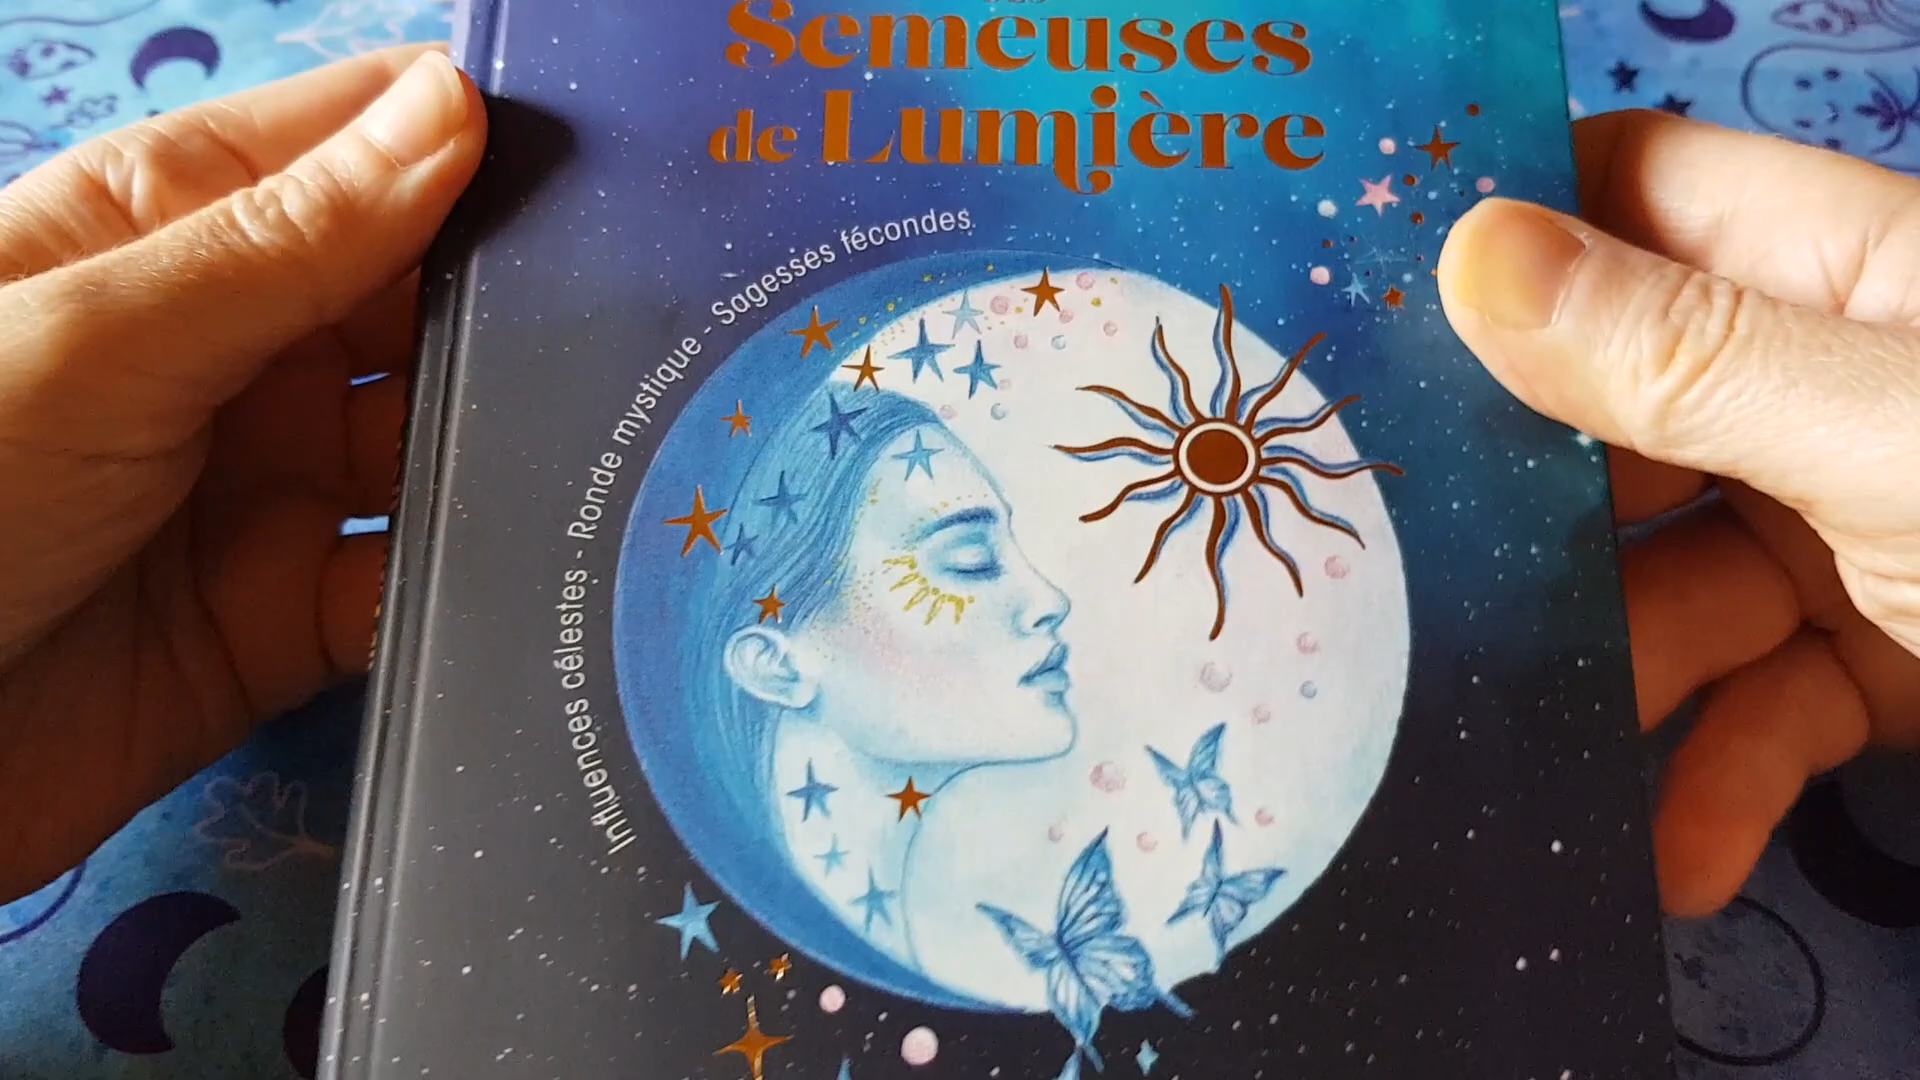 Semeuses
de Lumière
Influences célestes - Ronde mystique - Sagesses fécondes